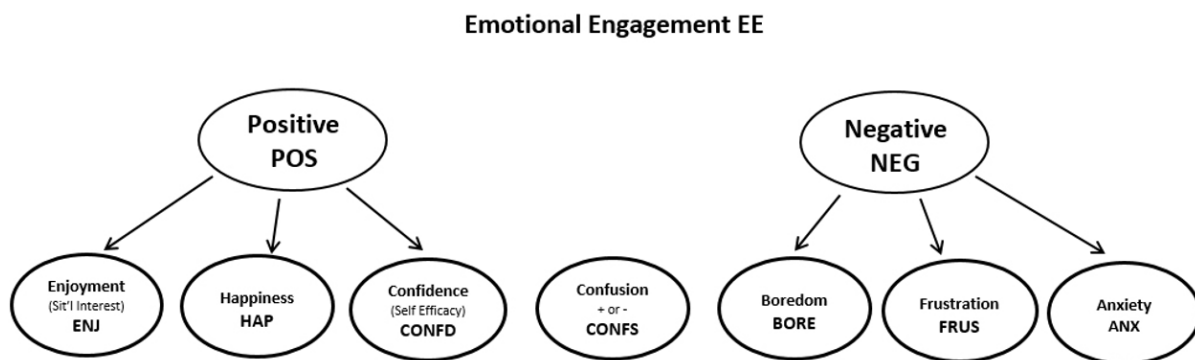 Emotional Engagement EE
Positive
POS
Negative
NEG
Enjoyment
(Sit'l Interest)
ENJ
Happiness
HAP
Confidence
(Self Efficacy)
CONFD
Confusion
+ or -
CONFS
Boredom
BORE
Frustration
FRUS
Anxiety
ANX